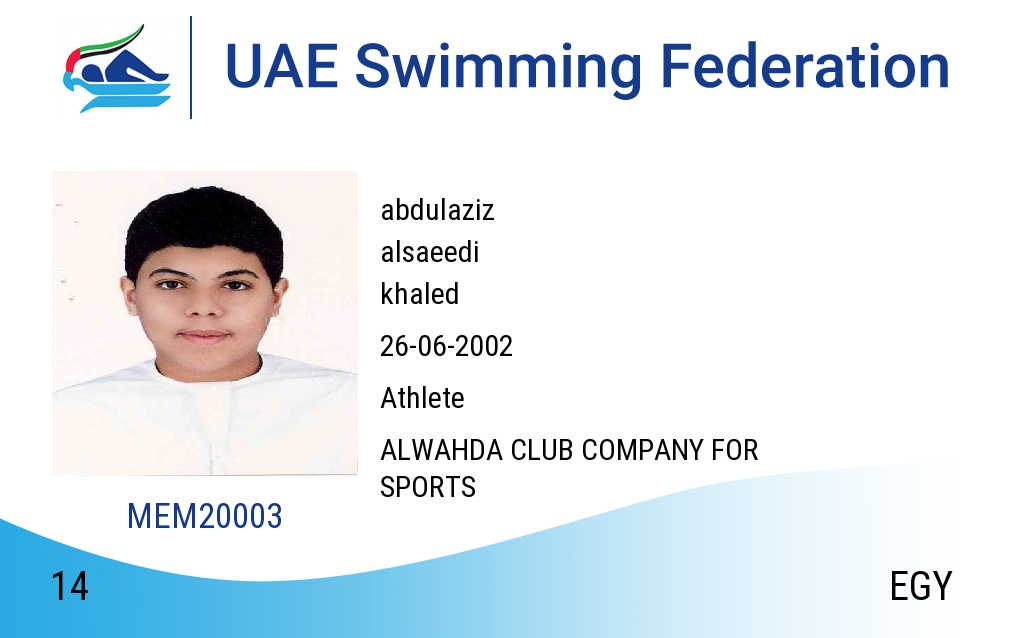 UAE Swimming Federation
abdulaziz
alsaeedi
khaled
26-06-2002
Athlete
ALWAHDA CLUB COMPANY FOR
SPORTS
MEM20003
14
EGY